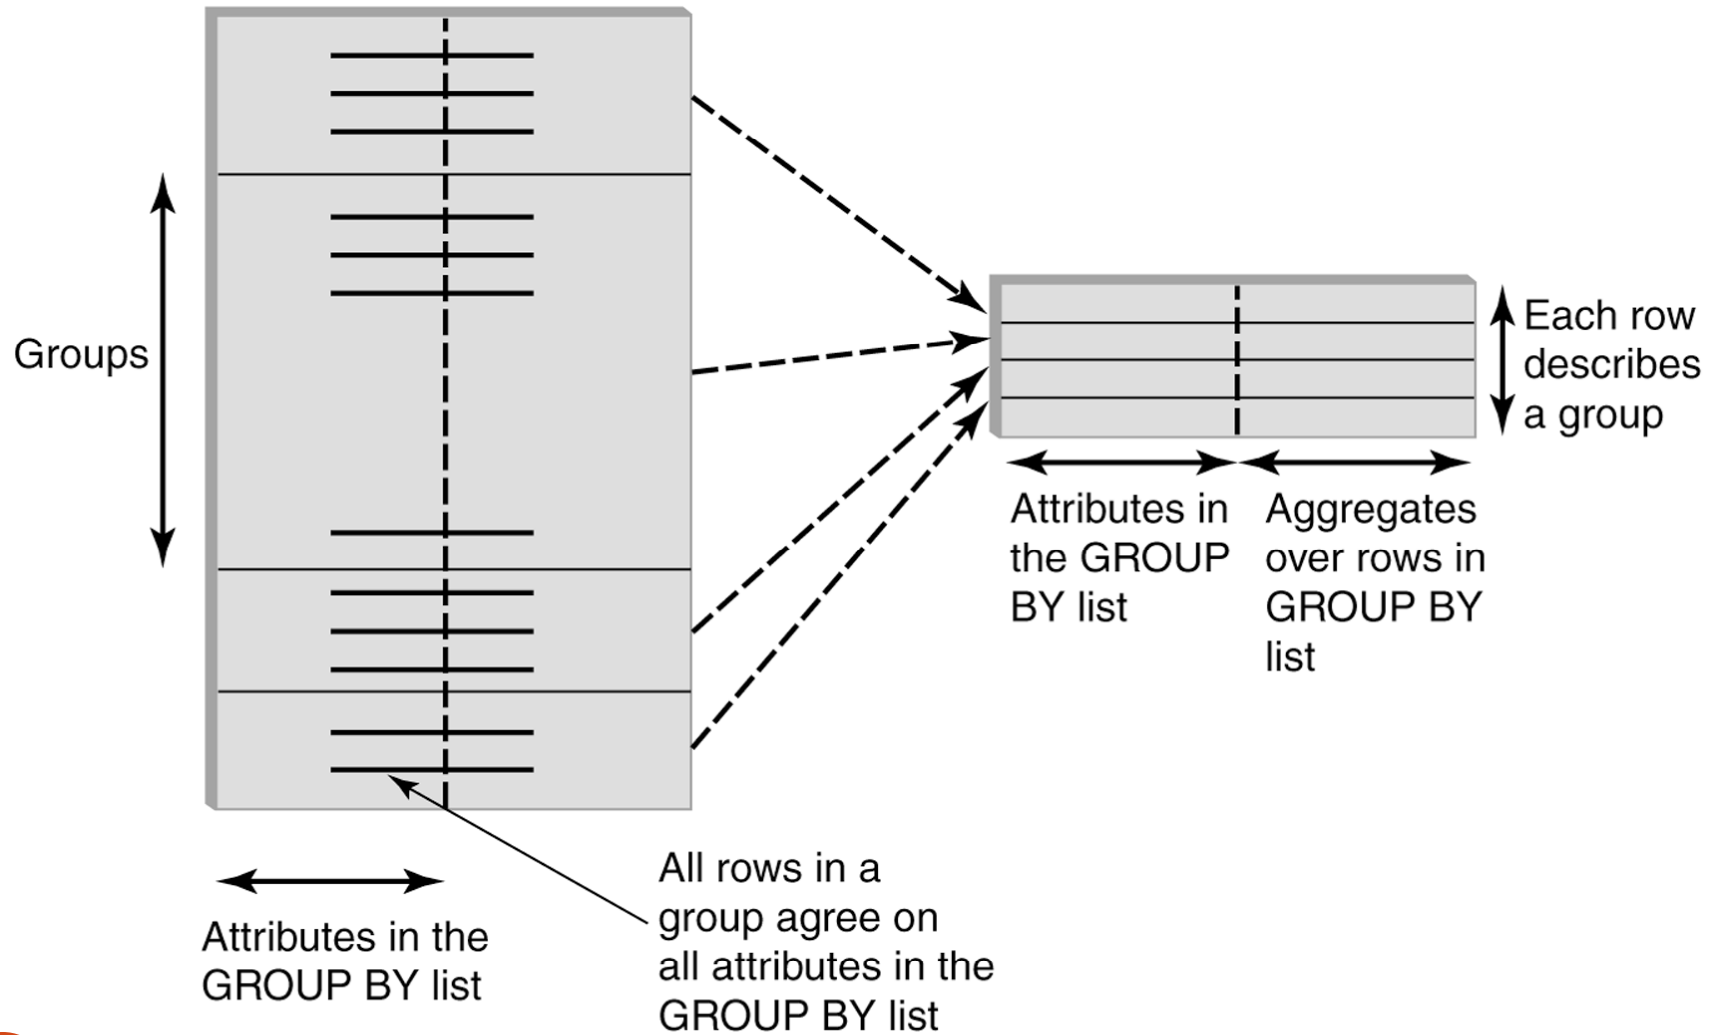 Groups
Each row
describes
a group
Attributes in
the GROUP
BY list
Aggregates
over rows in
GROUP BY
list
Attributes in the
GROUP BY list
All rows in a
group agree on
all attributes in the
GROUP BY list